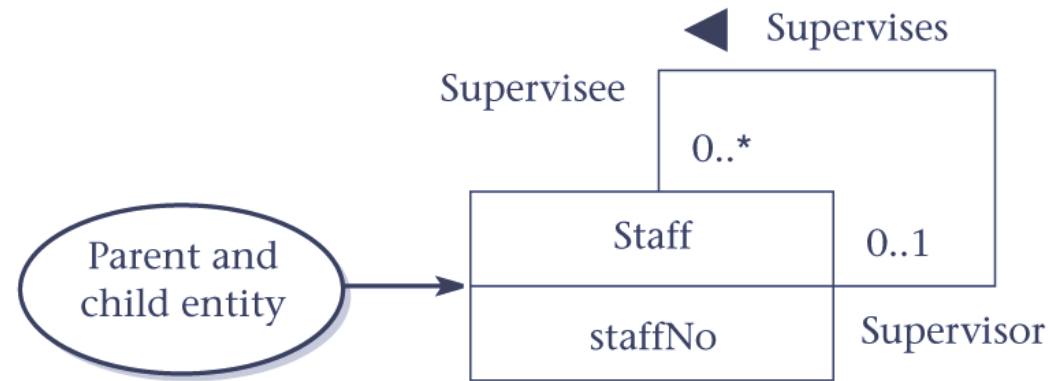 Supervises
Supervisee
0..*
Parent and
child entity
Staff
0..1
staffNo
Supervisor